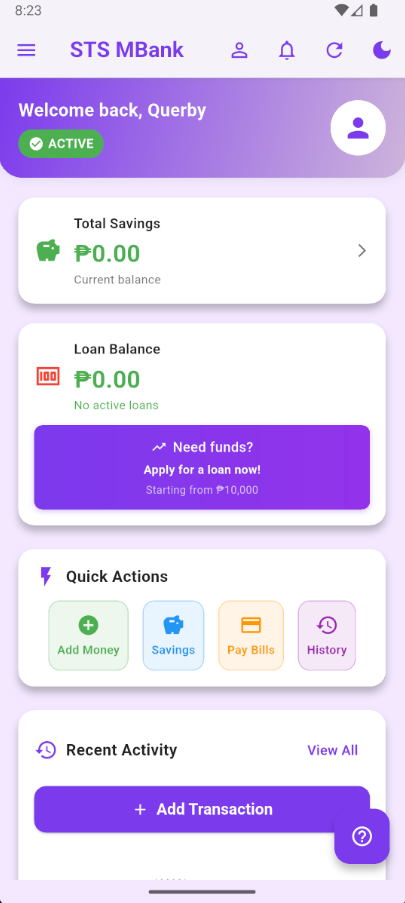 8:23
STS MBank
Welcome back, Querby
ACTIVE
Total Savings
₱0.00
Current balance
Loan Balance
100
₱0.00
No active loans
Need funds?
Apply for a loan now!
Starting from ₱10,000
Quick Actions
Add Money
Savings
Pay Bills
History
Recent Activity
View All
+ Add Transaction